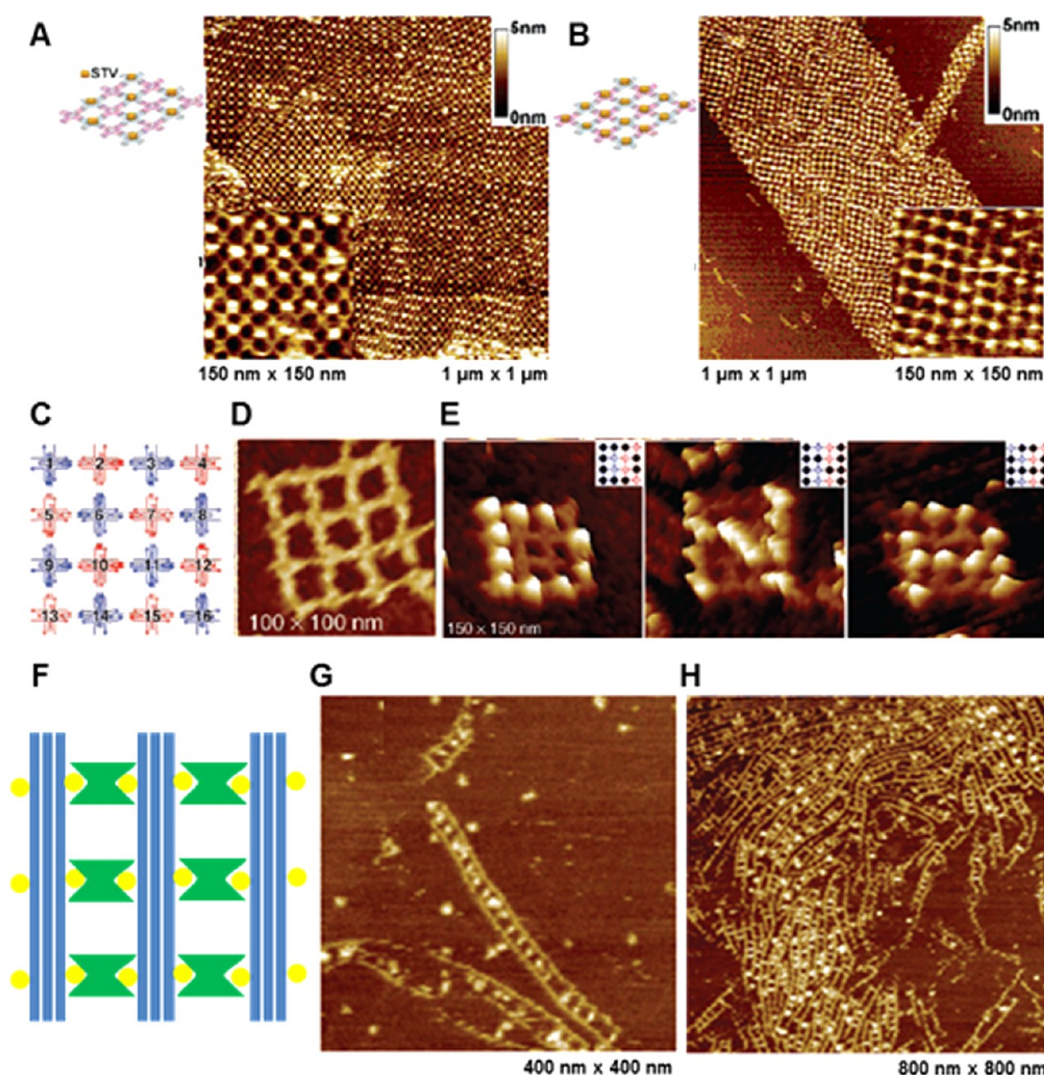 A
B
STV
5nm
0nm
5nm
0nm
150 nm x 150 nm
1 µm x 1 µm
1 µm x 1 µm
150 nm x 150 nm
C
D
E
1
2
3
4
5
6
7
8
9
10
11
12
13
14
15
16
100 × 100 nm
150 × 150 nm
F
G
H
400 nm x 400 nm
800 nm x 800 nm